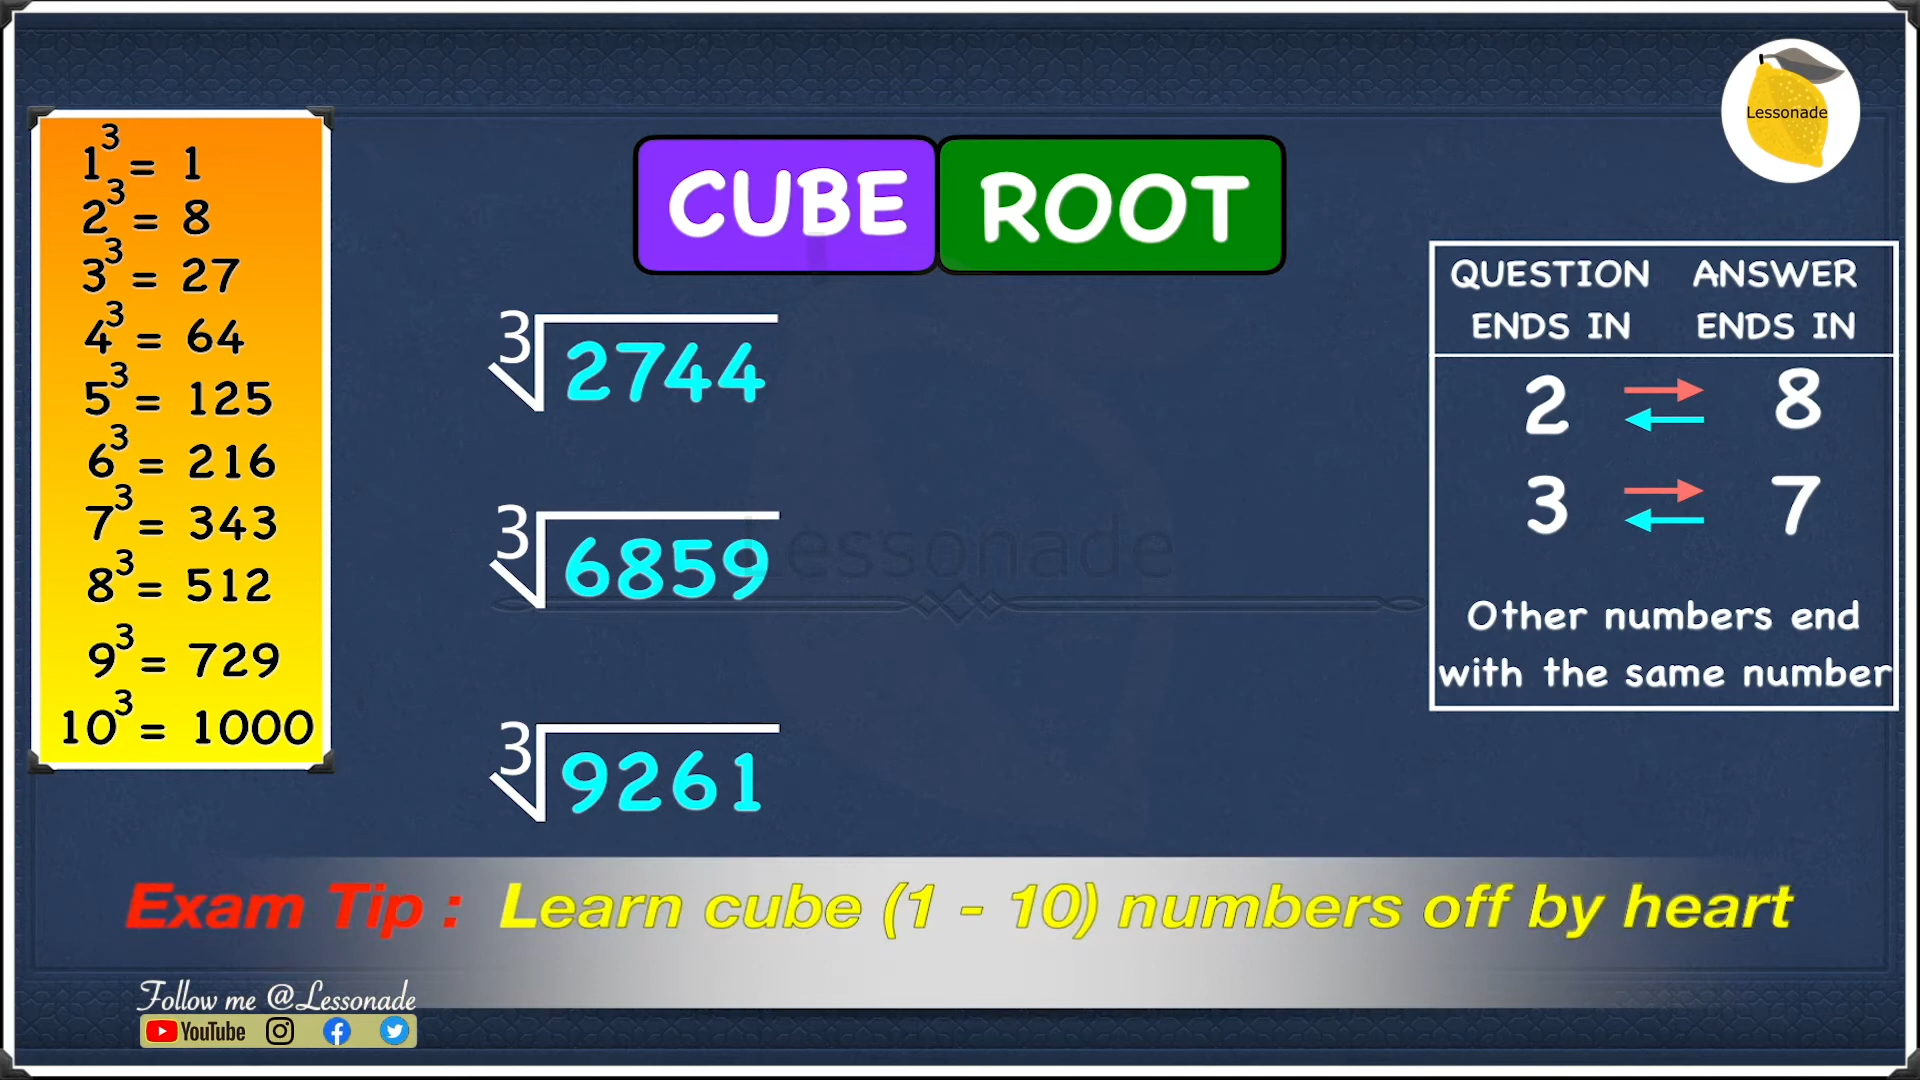 Lessonade
CUBE ROOT
1³ = 1
2³ = 8
3³ = 27
4³ = 64
5³ = 125
6³ = 216
7³ = 343
8³ = 512
9³ = 729
10³ = 1000
∛2744
∛6859
∛9261
Lessonade
QUESTION ENDS IN
ANSWER ENDS IN
2 8
3 7
Other numbers end
with the same number
Exam Tip : Learn cube (1 - 10) numbers off by heart
Follow me @Lessonade
YouTube